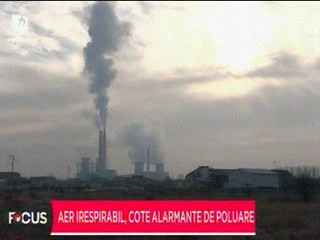 FOCUS
AER IRESPIRABIL, COTE ALARMANTE DE POLUARE